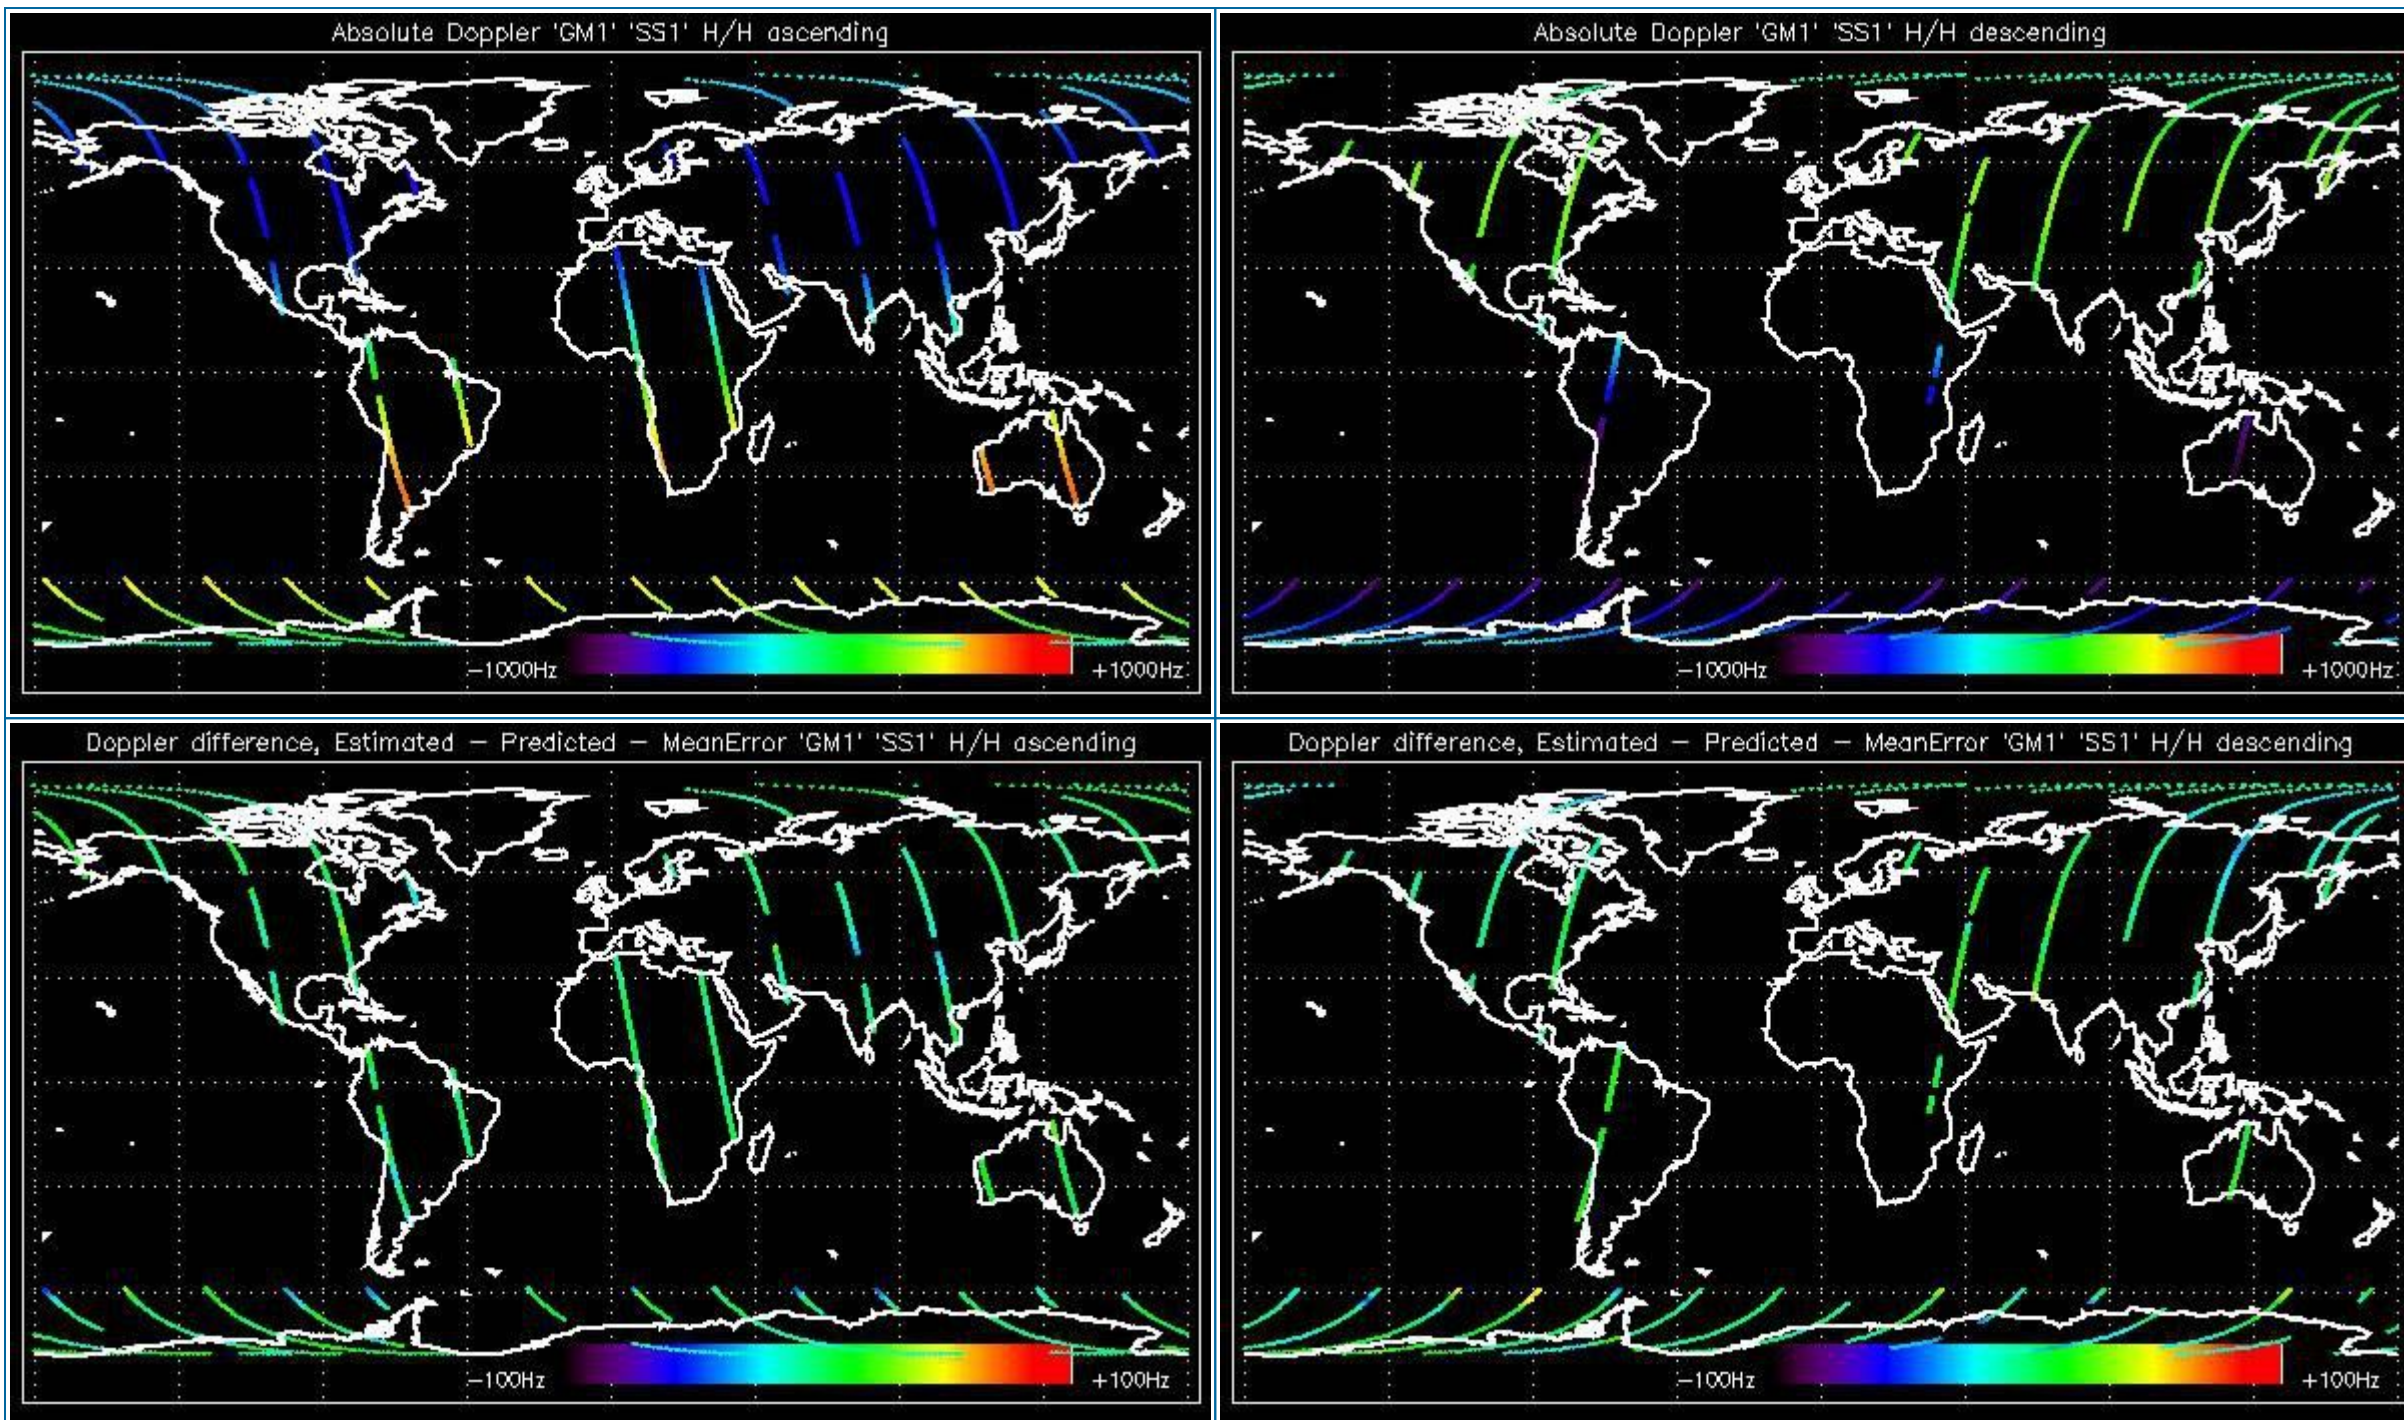 Absolute Doppler 'GM1' 'SS1' H/H ascending
-1000Hz
+1000Hz
Absolute Doppler 'GM1' 'SS1' H/H descending
-1000Hz
+1000Hz
Doppler difference, Estimated - Predicted - MeanError 'GM1' 'SS1' H/H ascending
-100Hz
+100Hz
Doppler difference, Estimated - Predicted - MeanError 'GM1' 'SS1' H/H descending
-100Hz
+100Hz